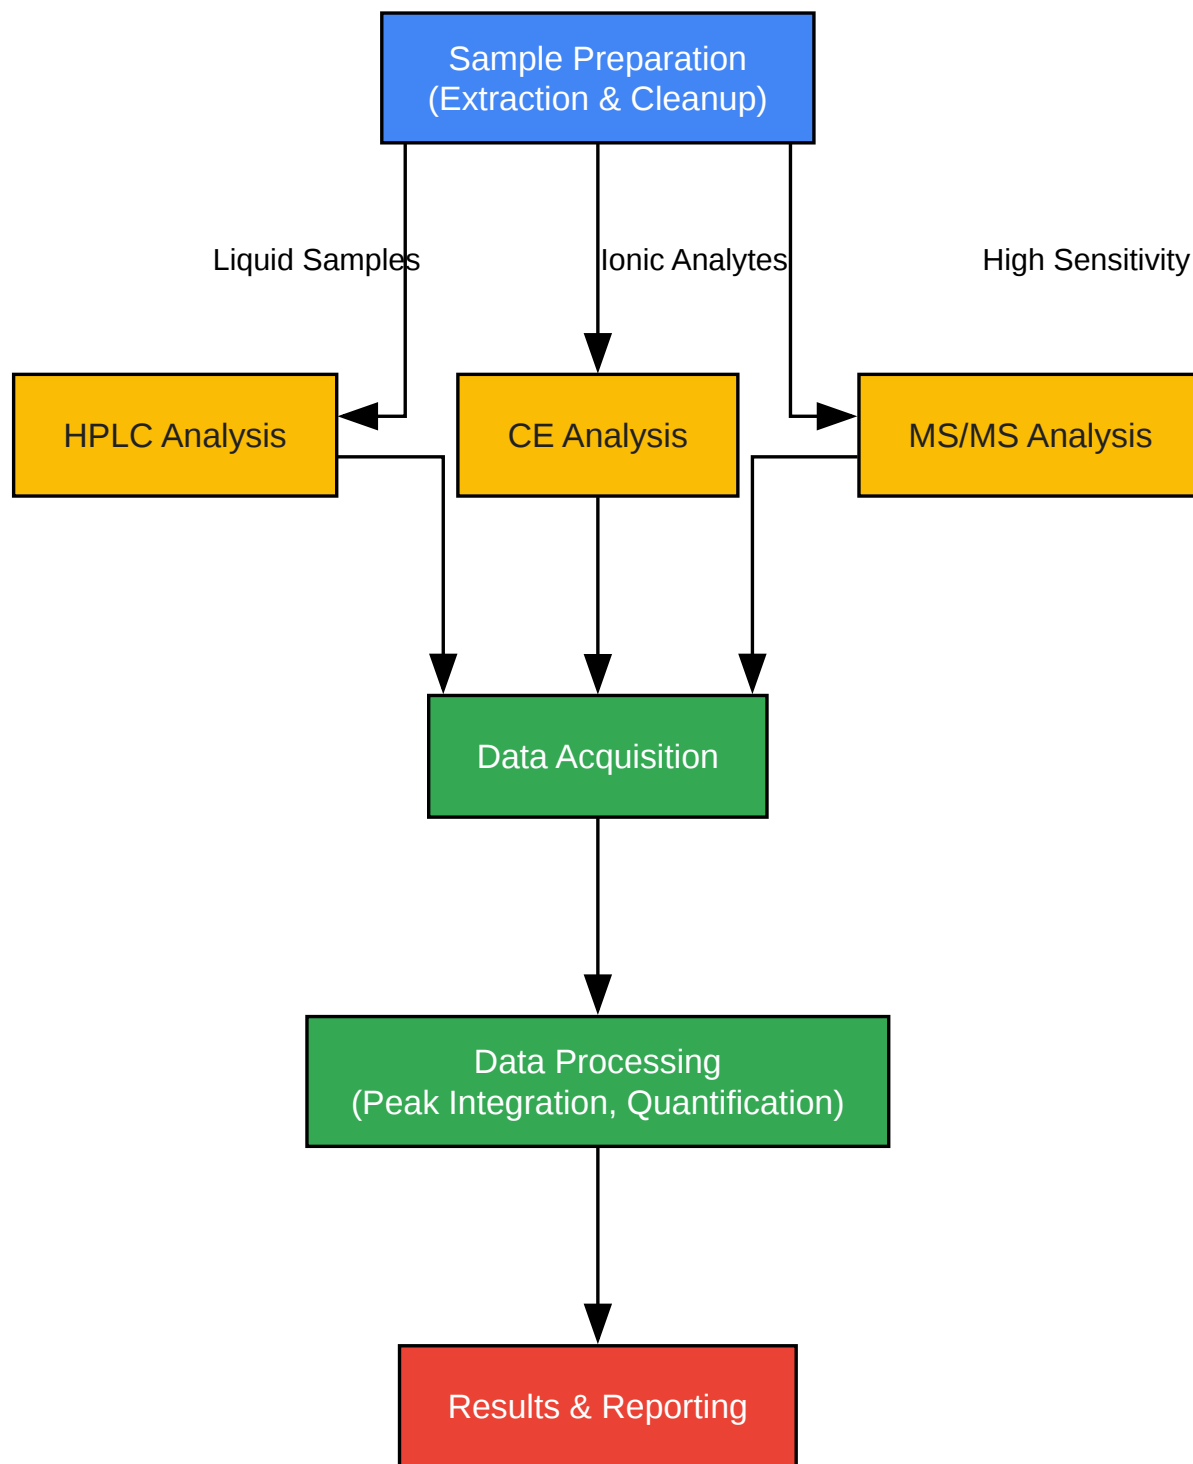 Sample Preparation
(Extraction & Cleanup)
Liquid Samples
Ionic Analytes
High Sensitivity
HPLC Analysis
CE Analysis
MS/MS Analysis
Data Acquisition
Data Processing
(Peak Integration, Quantification)
Results & Reporting